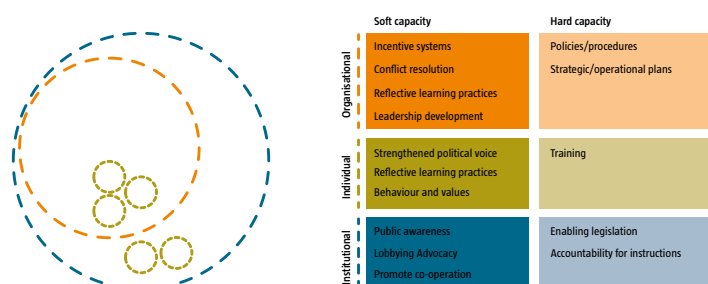 Soft capacity
Hard capacity
Organisational
Incentive systems
Conflict resolution
Reflective learning practices
Leadership development
Policies/procedures
Strategic/operational plans
Individual
Strengthened political voice
Reflective learning practices
Behaviour and values
Training
Institutional
Public awareness
Lobbying Advocacy
Promote co-operation
Enabling legislation
Accountability for instructions